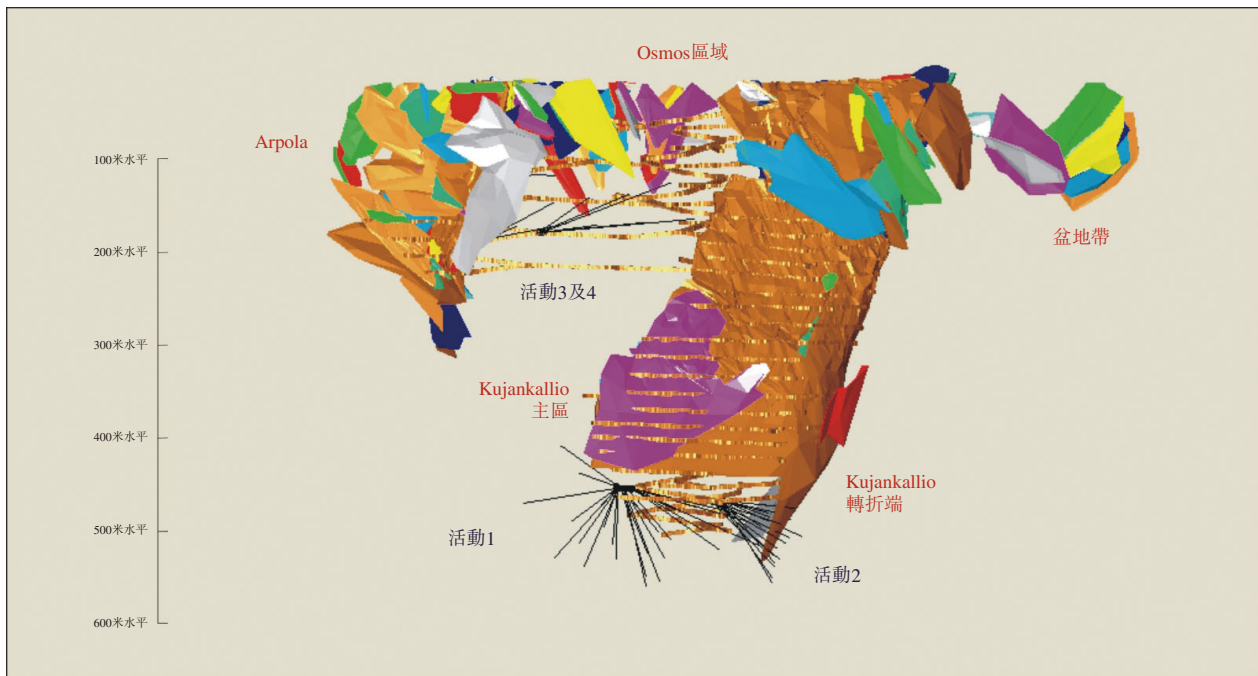 Osmos區域
Arpola
100米水平
盆地帶
200米水平
活動3及4
300米水平
Kujankallio
主區
400米水平
Kujankallio
轉折端
500米水平
活動1
活動2
600米水平